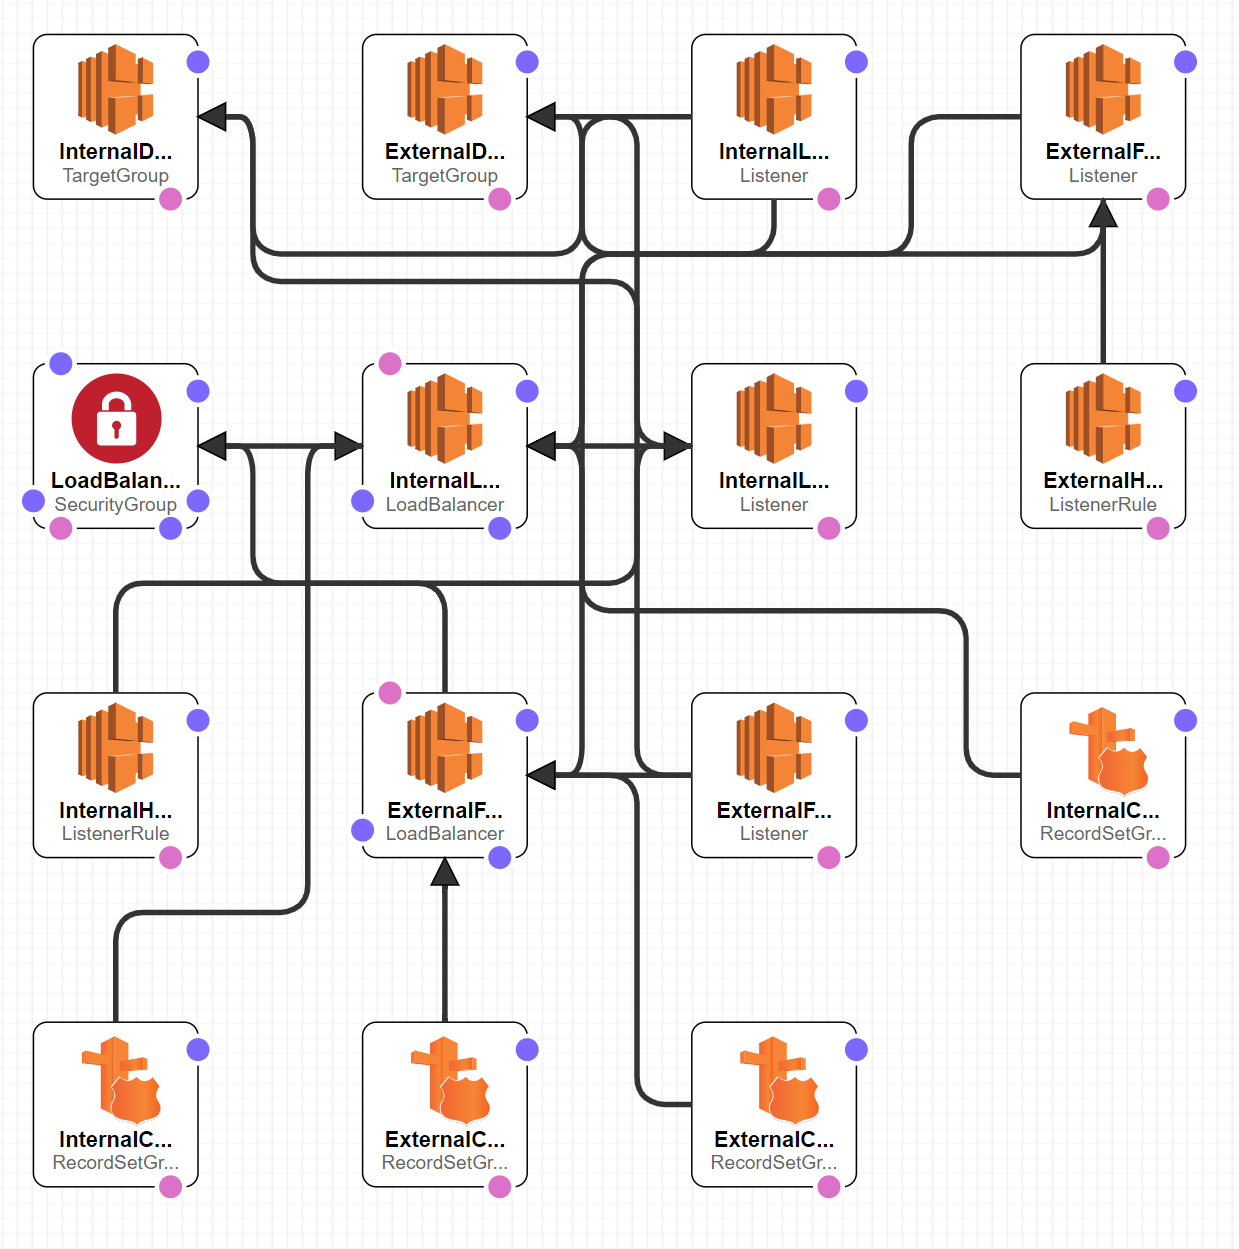 InternalD...
TargetGroup
ExternalD...
TargetGroup
InternalL...
Listener
ExternalF...
Listener
LoadBalan...
SecurityGroup
InternalL...
LoadBalancer
InternalL...
Listener
ExternalH...
ListenerRule
InternalH...
ListenerRule
ExternalF...
LoadBalancer
ExternalF...
Listener
InternalC...
RecordSetGr...
InternalC...
RecordSetGr...
ExternalC...
RecordSetGr...
ExternalC...
RecordSetGr...